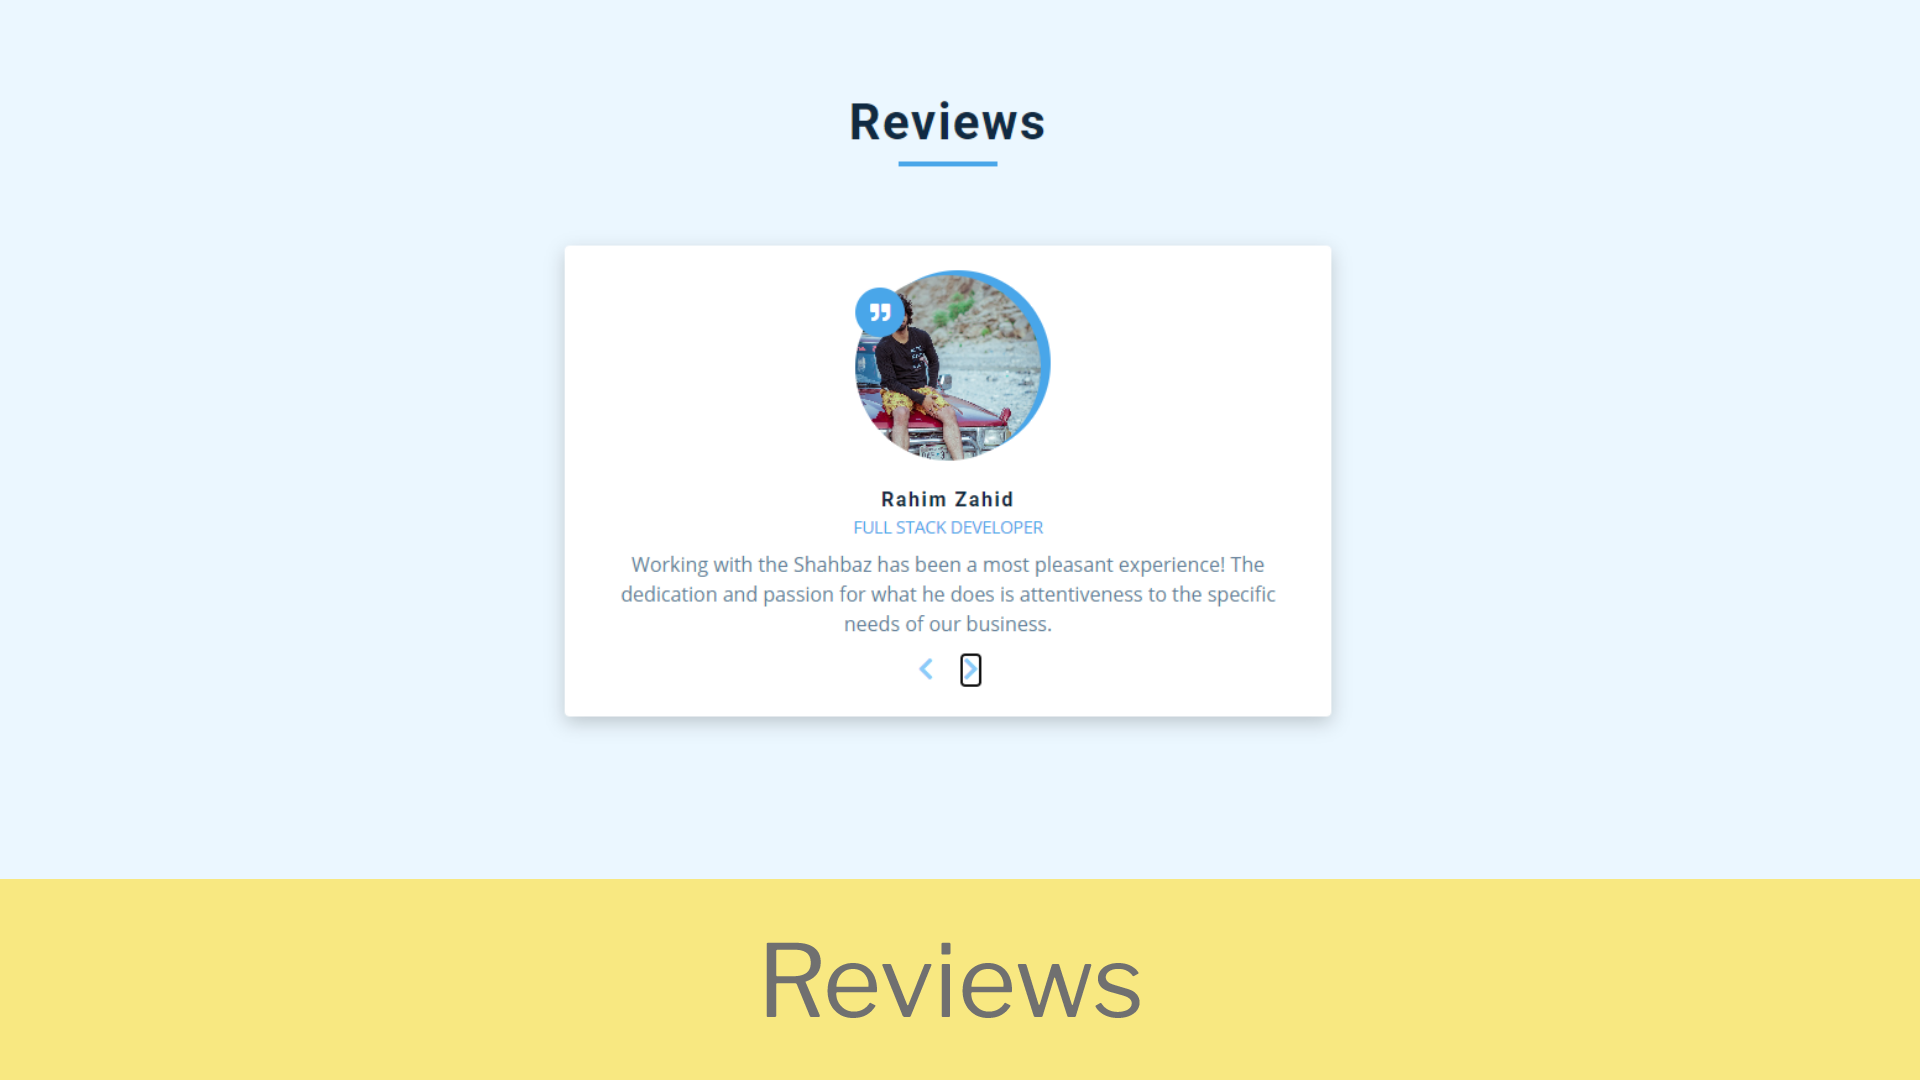 Reviews
Rahim Zahid
FULL STACK DEVELOPER
Working with the Shahbaz has been a most pleasant experience! The
dedication and passion for what he does is attentiveness to the specific
needs of our business.
Reviews